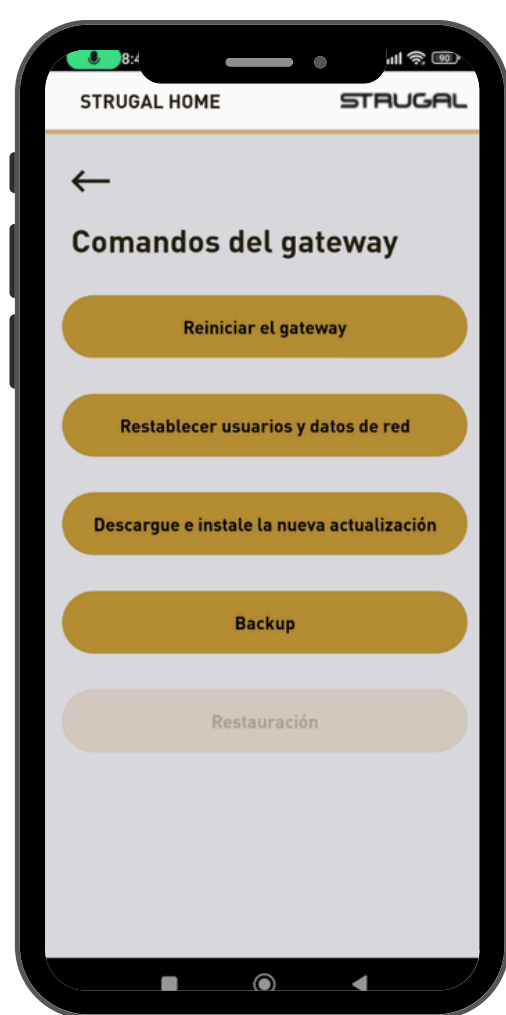 STRUGAL HOME
STRUGAL
Comandos del gateway
Reiniciar el gateway
Restablecer usuarios y datos de red
Descargue e instale la nueva actualización
Backup
Restauración
90